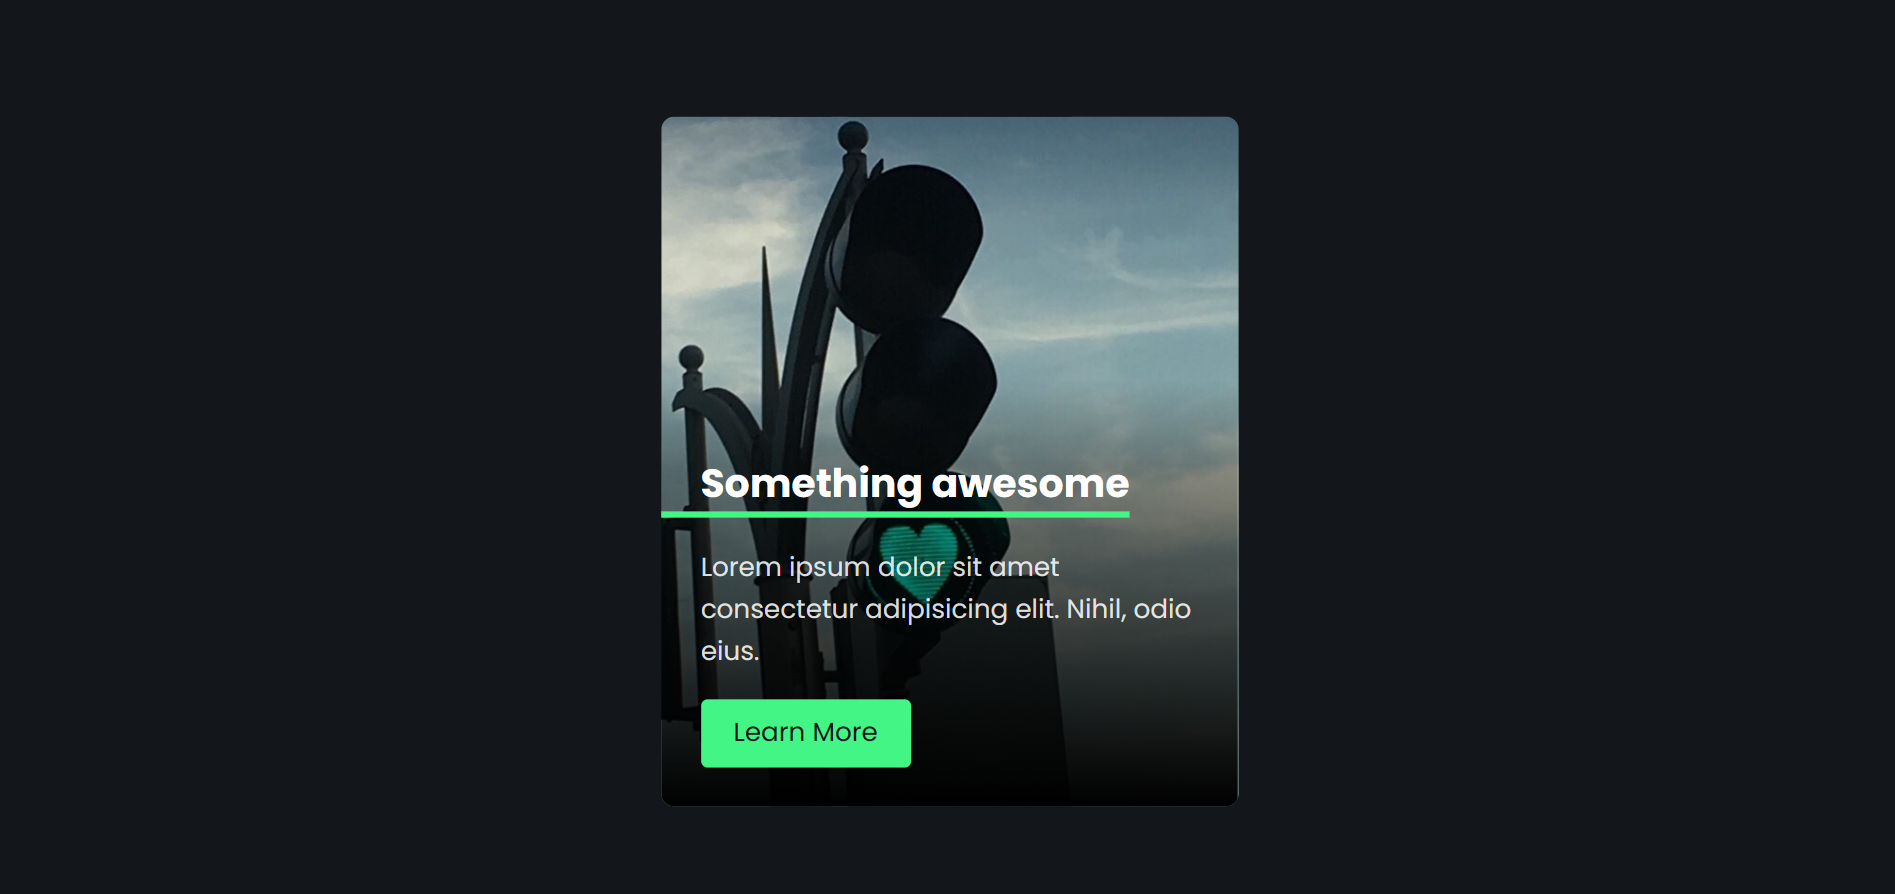 Something awesome
Lorem ipsum dolor sit amet
consectetur adipisicing elit. Nihil, odio
eius.
Learn More